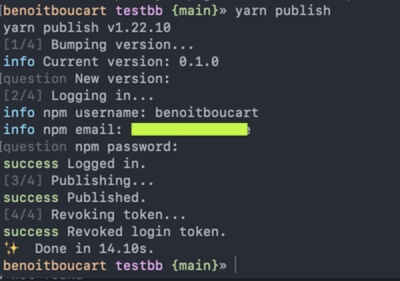 benoitboucart testbb {main}» yarn publish
yarn publish v1.22.10
[1/4] Bumping version...
info Current version: 0.1.0
[question New version:
[2/4] Logging in...
info npm username: benoitboucart
info npm email:
[question npm password:
success Logged in.
[3/4] Publishing...
success Published.
[4/4] Revoking token...
success Revoked login token.
✨ Done in 14.10s.
benoitboucart testbb {main}»